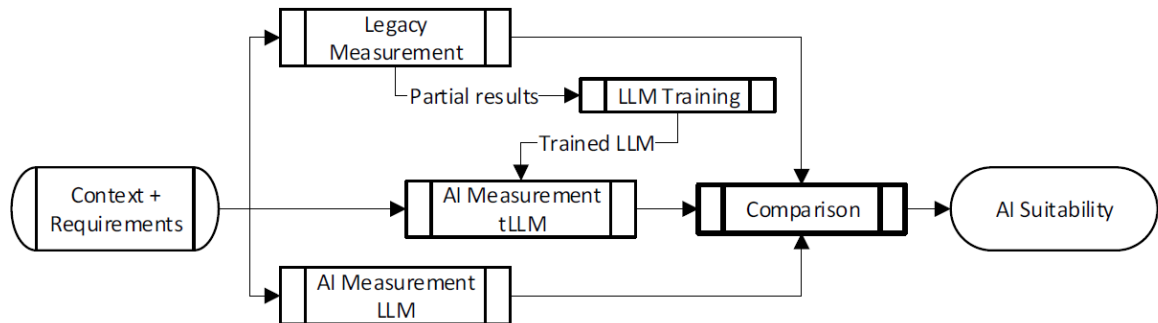 Legacy
Measurement
Partial results
LLM Training
Trained LLM
Context +
Requirements
AI Measurement
tLLM
Comparison
AI Suitability
AI Measurement
LLM